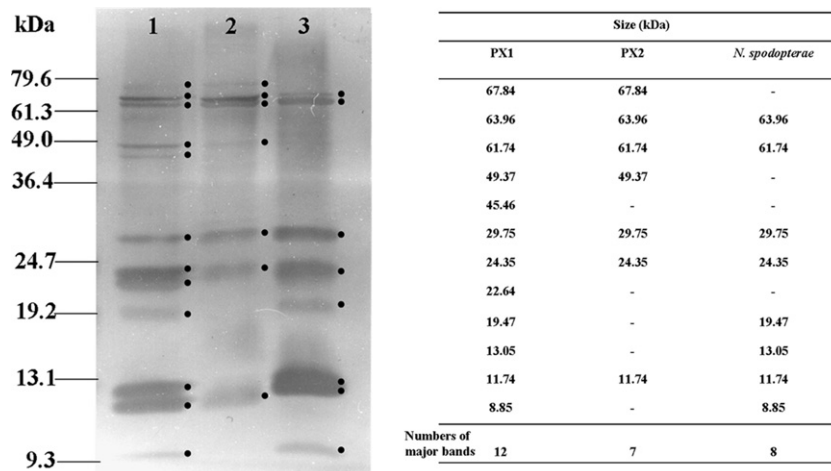 kDa 1 2 3
79.6
61.3
49.0
36.4
24.7
19.2
13.1
9.3
Size (kDa)
PX1 PX2 N. spodopterae
67.84 67.84 -
63.96 63.96 63.96
61.74 61.74 61.74
49.37 49.37 -
45.46 - -
29.75 29.75 29.75
24.35 24.35 24.35
22.64 - -
19.47 - 19.47
13.05 - 13.05
11.74 11.74 11.74
8.85 - 8.85
Numbers of
major bands 12 7 8